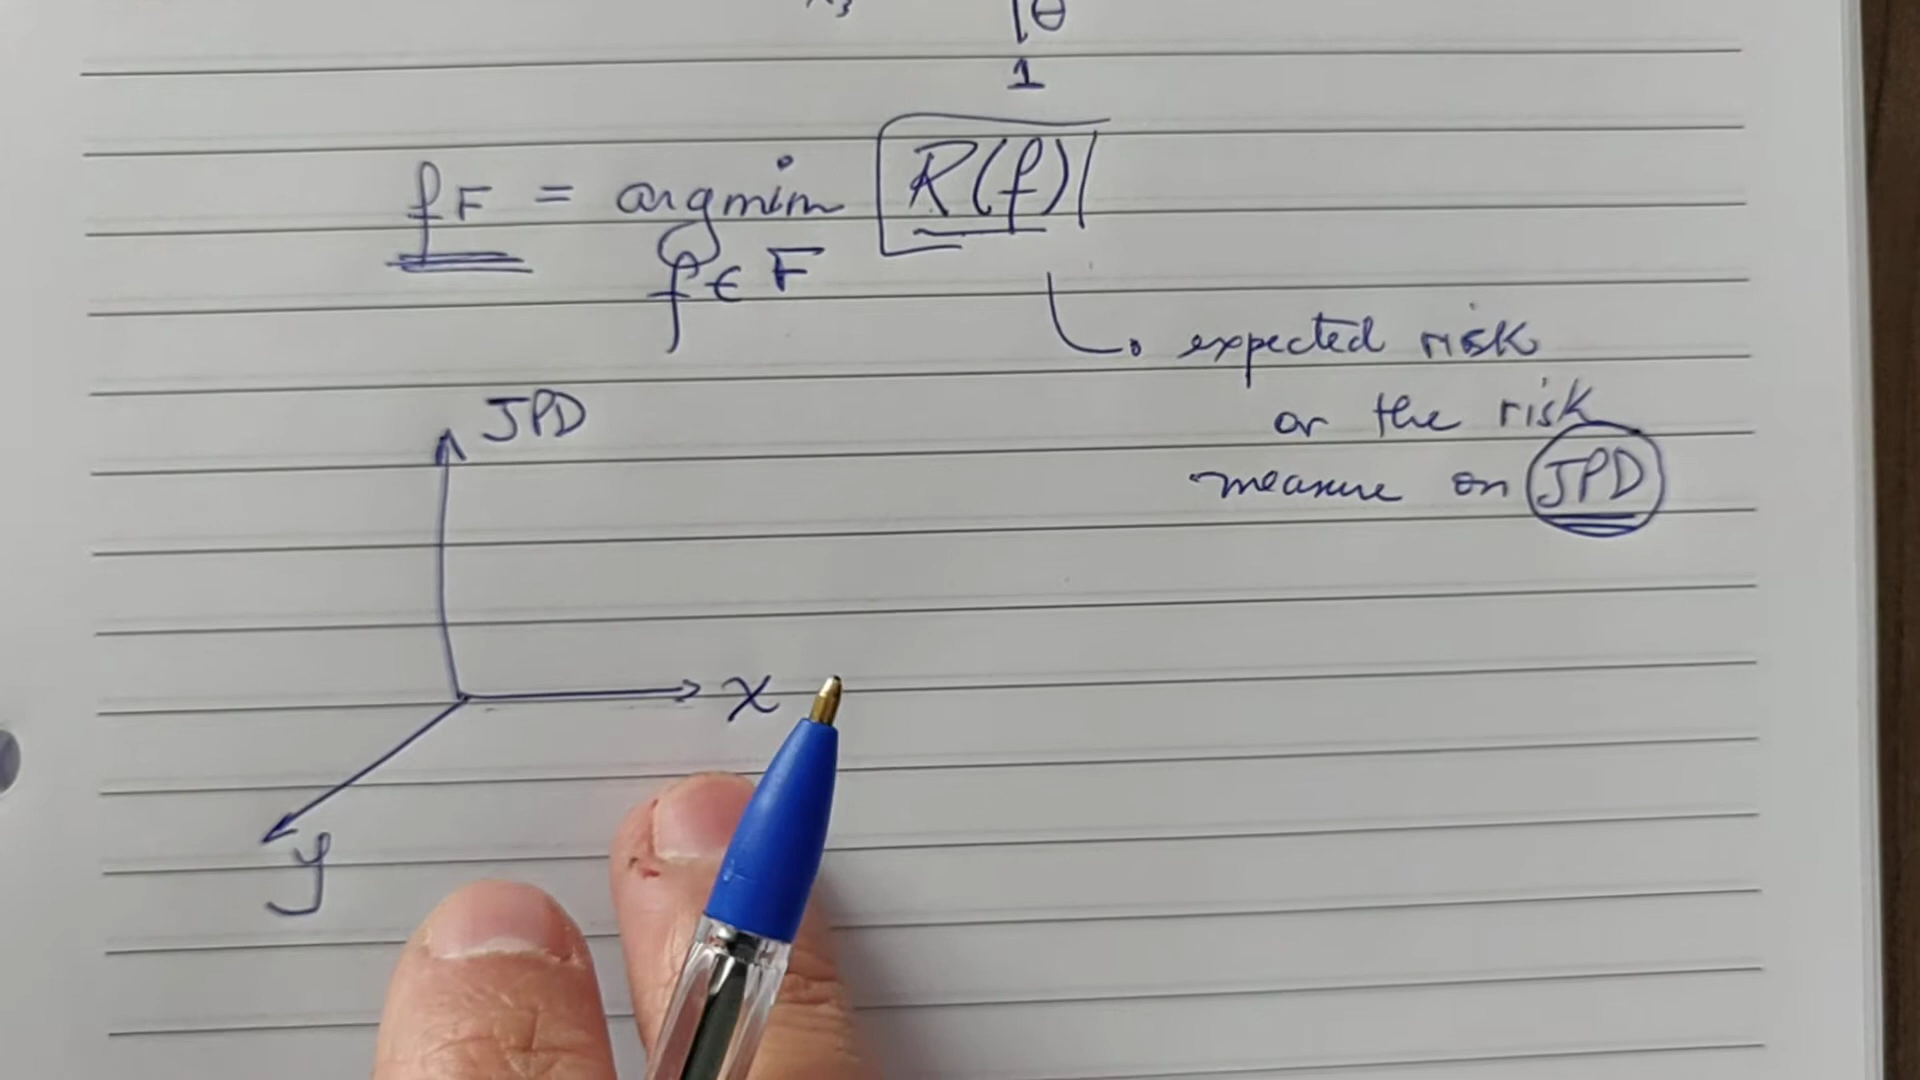 θ
1
f_F = argmin R(f)
f ∈ F
expected risk
or the risk
measure on JPD
JPD
x
y